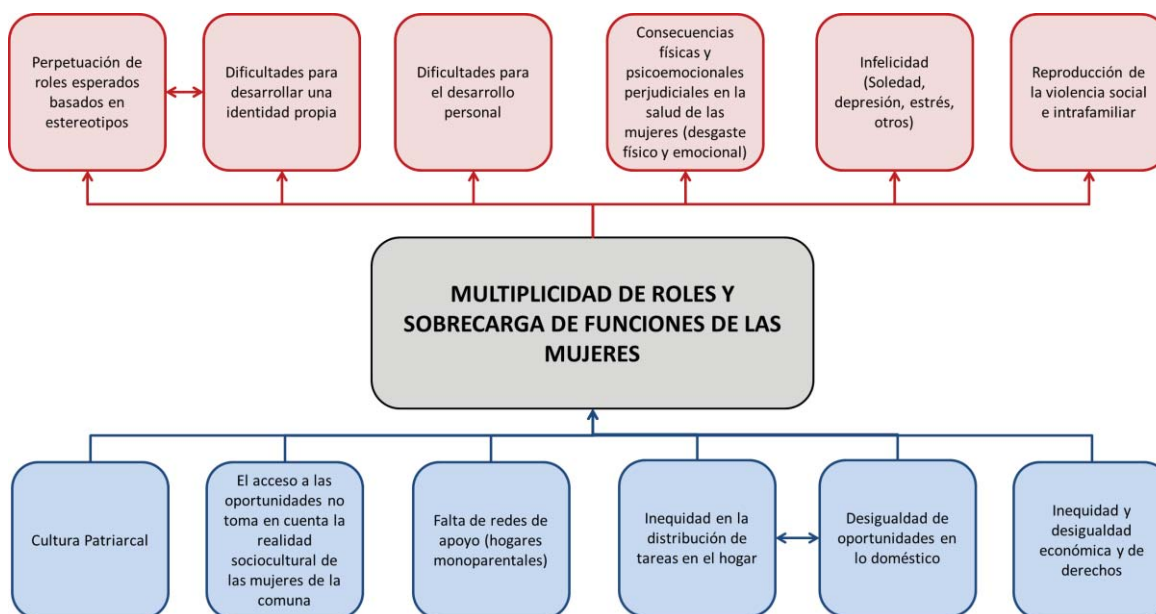 Perpetuación de
roles esperados
basados en
estereotipos
Dificultades para
desarrollar una
identidad propia
Dificultades para
el desarrollo
personal
Consecuencias
físicas y
psicoemocionales
perjudiciales en la
salud de las
mujeres (desgaste
físico y emocional)
Infelicidad
(Soledad,
depresión, estrés,
otros)
Reproducción de
la violencia social
e intrafamiliar
MULTIPLICIDAD DE ROLES Y
SOBRECARGA DE FUNCIONES DE LAS
MUJERES
Cultura Patriarcal
El acceso a las
oportunidades no
toma en cuenta la
realidad
sociocultural de
las mujeres de la
comuna
Falta de redes de
apoyo (hogares
monoparentales)
Inequidad en la
distribución de
tareas en el hogar
Desigualdad de
oportunidades en
lo doméstico
Inequidad y
desigualdad
económica y de
derechos